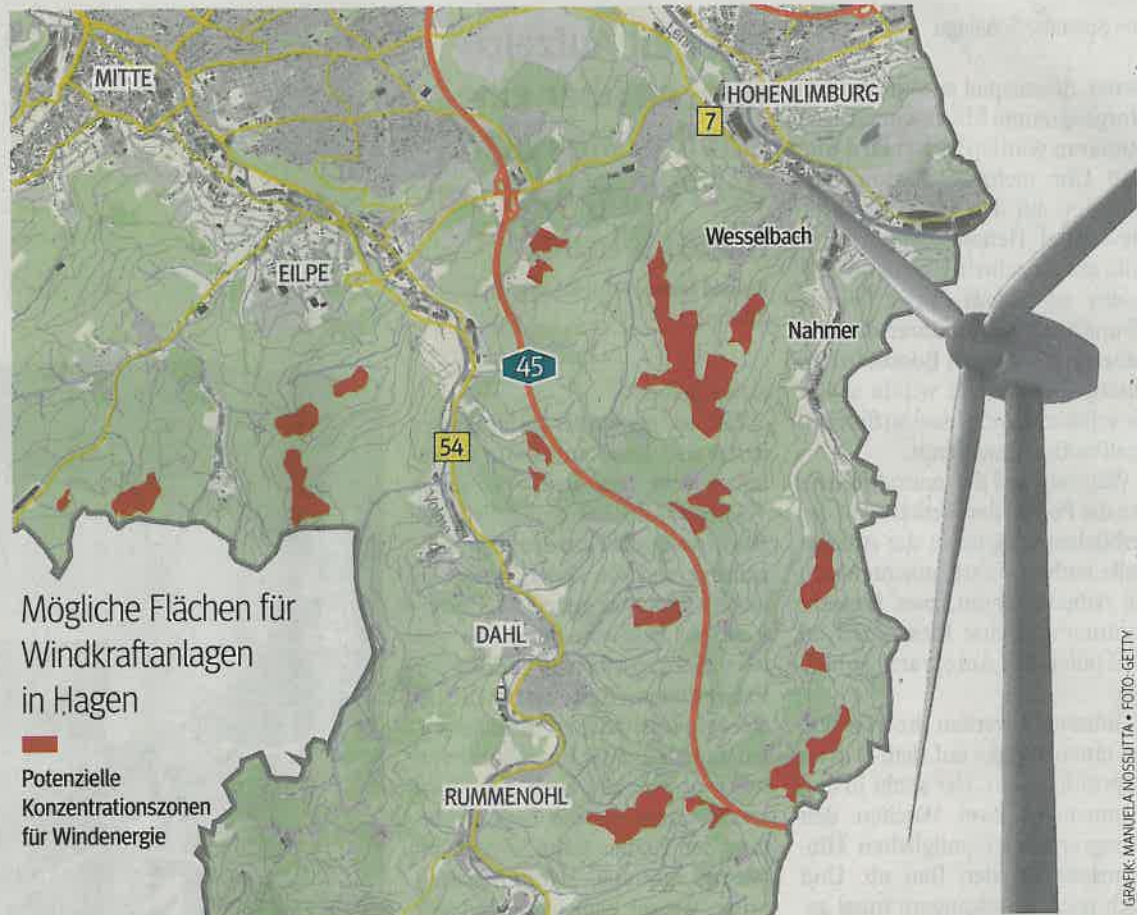 MITTE
HOHENLIMBURG
7
Wesselbach
EILPE
Nahmer
45
54
Volme
Mögliche Flächen für
Windkraftanlagen
in Hagen
DAHL
Potenzielle
Konzentrationszonen
für Windenergie
RUMMENOHL
GRAFIK: MANUELA NOSSUTTA • FOTO: GETTY